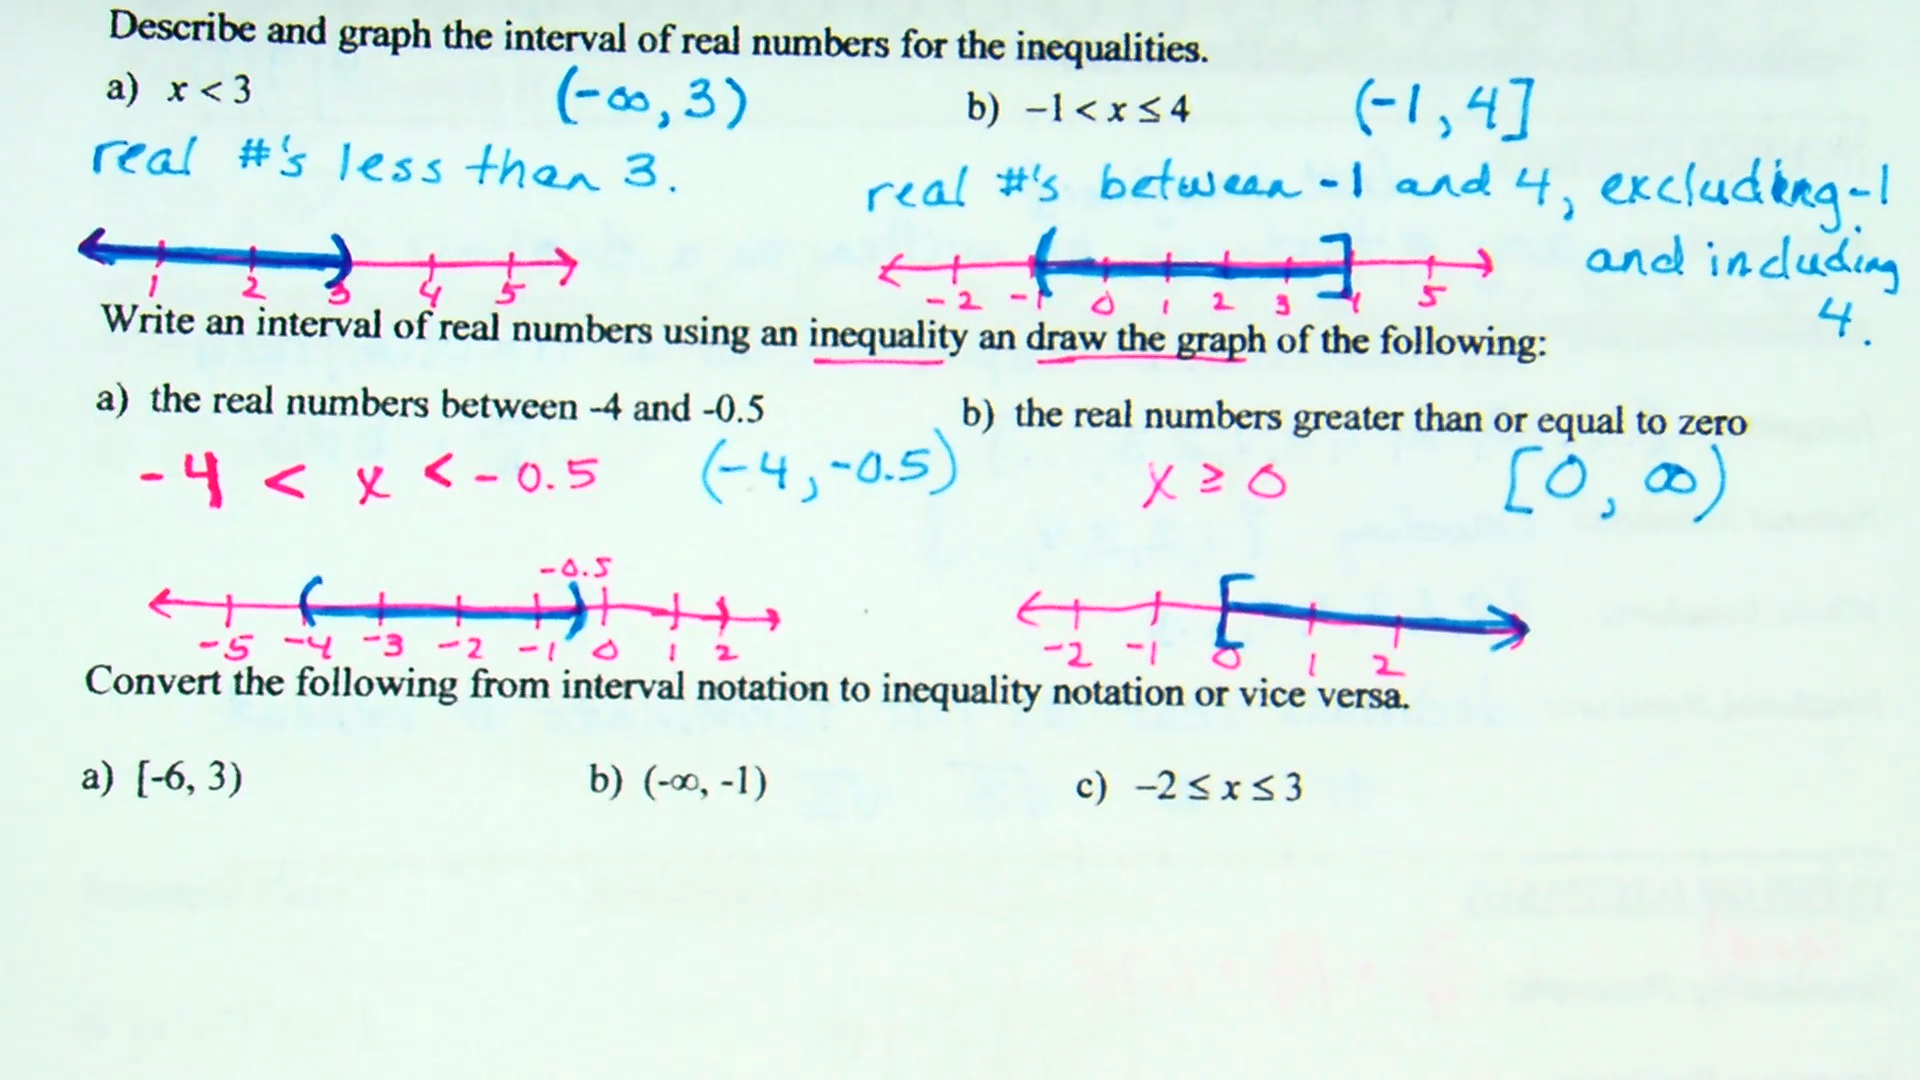 Describe and graph the interval of real numbers for the inequalities.
a) x < 3 (-∞, 3) b) −1 < x ≤ 4 (-1, 4]
real #'s less than 3. real #'s between -1 and 4, excluding -1
and including
4.
1 2 3 4 5
-2 -1 0 1 2 3 4 5
Write an interval of real numbers using an inequality an draw the graph of the following:
a) the real numbers between -4 and -0.5 b) the real numbers greater than or equal to zero
-4 < x < -0.5 (-4, -0.5) x ≥ 0 [0, ∞)
-0.5
-5 -4 -3 -2 -1 0 1 2
-2 -1 0 1 2
Convert the following from interval notation to inequality notation or vice versa.
a) [-6, 3) b) (-∞, -1) c) −2 ≤ x ≤ 3